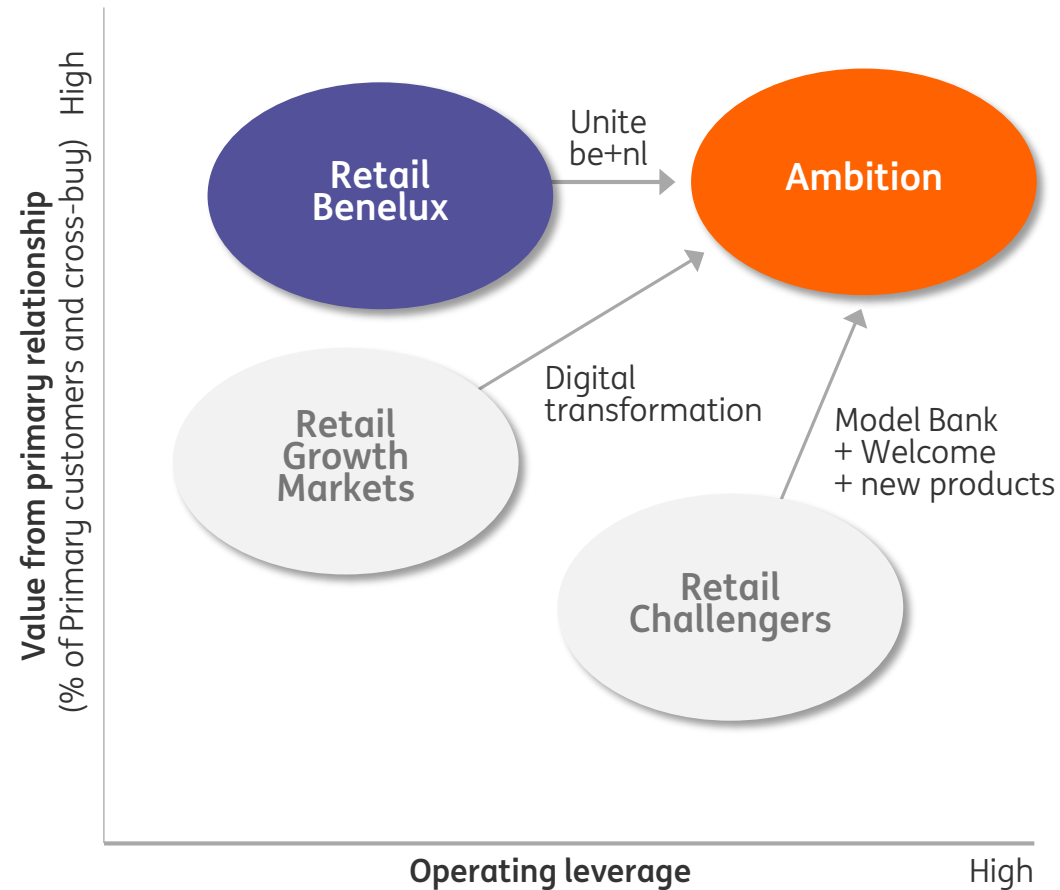 High
Value from primary relationship
(% of Primary customers and cross-buy)
Retail
Benelux
Unite
be+nl
Ambition
Retail
Growth
Markets
Digital
transformation
Model Bank
+ Welcome
+ new products
Retail
Challengers
Operating leverage
High